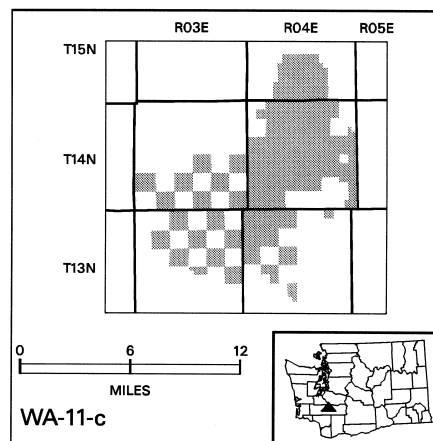 R03E R04E R05E
T15N
T14N
T13N
0 6 12
MILES
WA-11-c